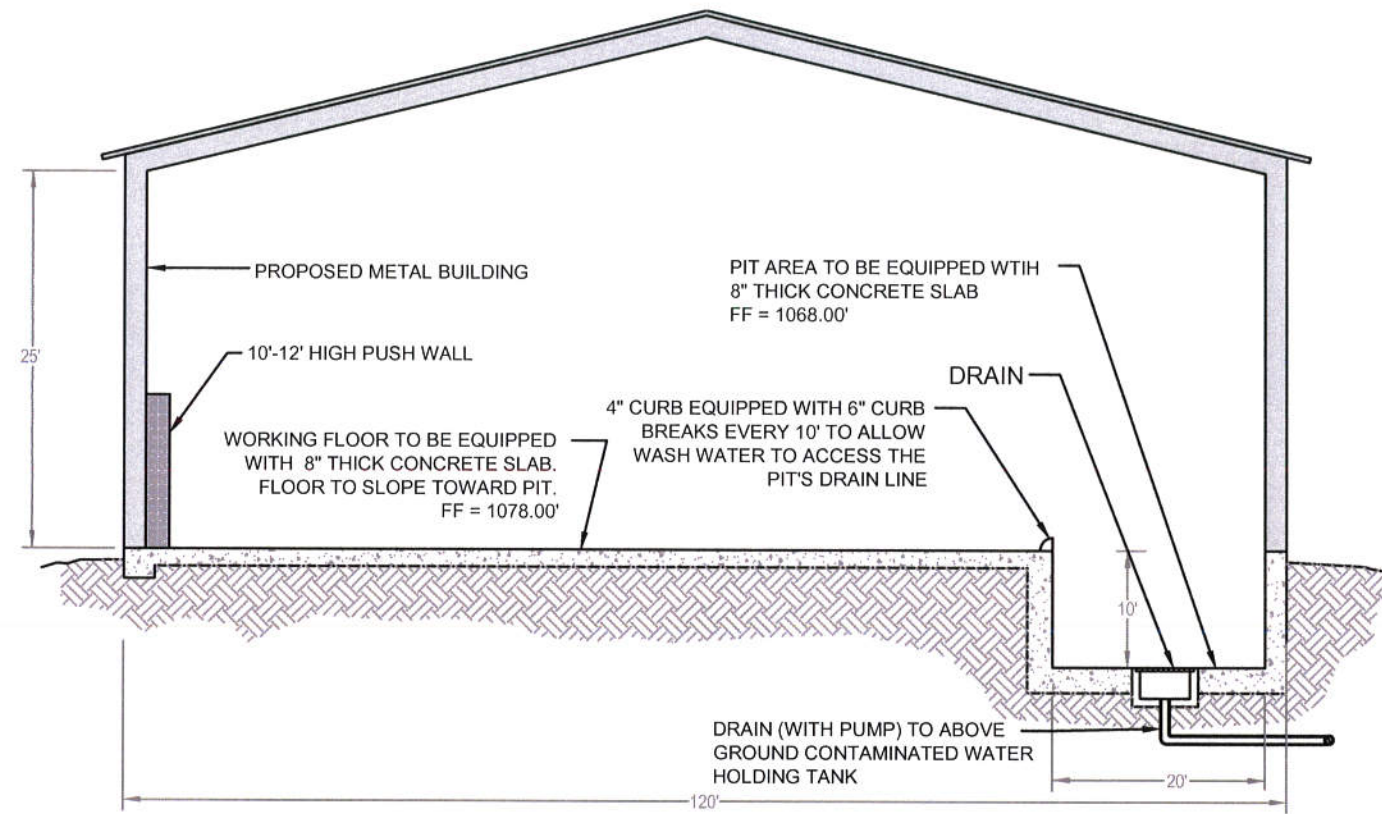 PROPOSED METAL BUILDING
PIT AREA TO BE EQUIPPED WTIH
8" THICK CONCRETE SLAB
FF = 1068.00'
25'
10'-12' HIGH PUSH WALL
DRAIN
WORKING FLOOR TO BE EQUIPPED
WITH 8" THICK CONCRETE SLAB.
FLOOR TO SLOPE TOWARD PIT.
FF = 1078.00'
4" CURB EQUIPPED WITH 6" CURB
BREAKS EVERY 10' TO ALLOW
WASH WATER TO ACCESS THE
PIT'S DRAIN LINE
10'
DRAIN (WITH PUMP) TO ABOVE
GROUND CONTAMINATED WATER
HOLDING TANK
20'
120'